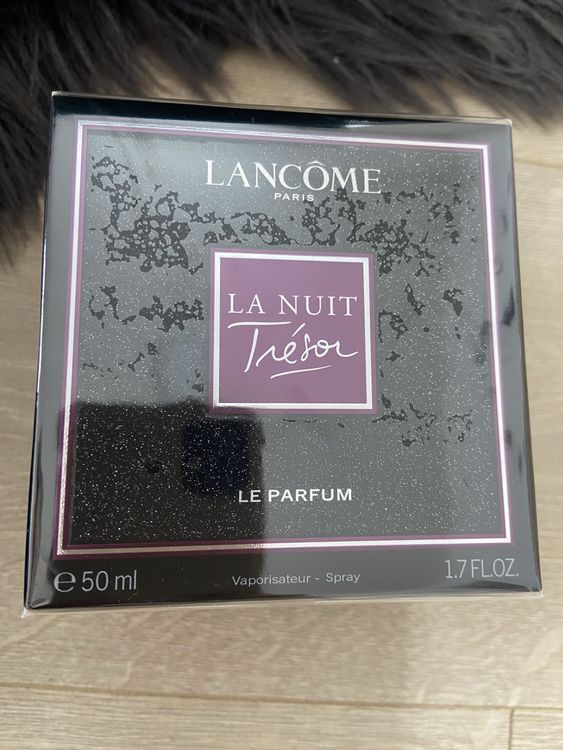 LANCÔME
PARIS
LA NUIT
Trésor
LE PARFUM
℮ 50 ml
Vaporisateur - Spray
1.7 FL.OZ.